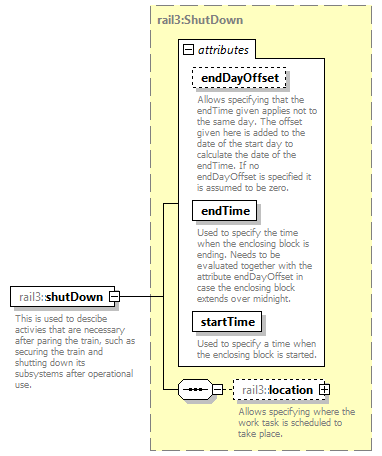 rail3:ShutDown
attributes
endDayOffset
Allows specifying that the
endTime given applies not to
the same day. The offset
given here is added to the
date of the start day to
calculate the date of the
endTime. If no
endDayOffset is specified it
is assumed to be zero.
endTime
Used to specify the time
when the enclosing block is
ending. Needs to be
evaluated together with the
attribute endDayOffset in
case the enclosing block
extends over midnight.
startTime
Used to specify a time when
the enclosing block is started.
rail3::shutDown
This is used to descibe
activies that are necessary
after paring the train, such as
securing the train and
shutting down its
subsystems after operational
use.
rail3::location
Allows specifying where the
work task is scheduled to
take place.